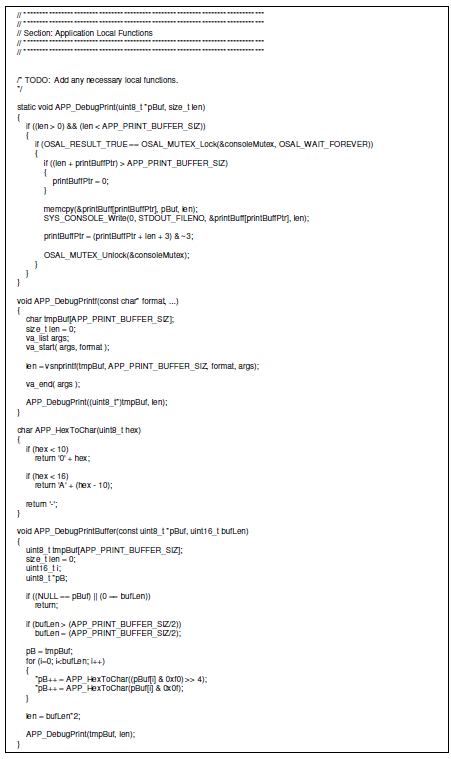 // *****************************************************************************
// *****************************************************************************
// Section: Application Local Functions
// *****************************************************************************
// *****************************************************************************
/* TODO: Add any necessary local functions.
*/
static void APP_DebugPrint(uint8_t *pBuf, size_t len)
{
if ((len > 0) && (len < APP_PRINT_BUFFER_SIZ))
{
if (OSAL_RESULT_TRUE == OSAL_MUTEX_Lock(&consoleMutex, OSAL_WAIT_FOREVER))
{
if ((len + printBuffPtr) > APP_PRINT_BUFFER_SIZ)
{
printBuffPtr = 0;
}
memcpy(&printBuff[printBuffPtr], pBuf, len);
SYS_CONSOLE_Write(0, STDOUT_FILENO, &printBuff[printBuffPtr], len);
printBuffPtr = (printBuffPtr + len + 3) & ~3;
OSAL_MUTEX_Unlock(&consoleMutex);
}
}
}
void APP_DebugPrintf(const char* format, ...)
{
char tmpBuf[APP_PRINT_BUFFER_SIZ];
size_t len = 0;
va_list args;
va_start( args, format );
len = vsnprintf(tmpBuf, APP_PRINT_BUFFER_SIZ, format, args);
va_end( args );
APP_DebugPrint((uint8_t*)tmpBuf, len);
}
char APP_HexToChar(uint8_t hex)
{
if (hex < 10)
return '0' + hex;
if (hex < 16)
return 'A' + (hex - 10);
return '-';
}
void APP_DebugPrintBuffer(const uint8_t *pBuf, uint16_t bufLen)
{
uint8_t tmpBuf[APP_PRINT_BUFFER_SIZ];
size_t len = 0;
uint16_t i;
uint8_t *pB;
if ((NULL == pBuf) || (0 == bufLen))
return;
if (bufLen > (APP_PRINT_BUFFER_SIZ/2))
bufLen = (APP_PRINT_BUFFER_SIZ/2);
pB = tmpBuf;
for (i=0; i<bufLen; i++)
{
*pB++ = APP_HexToChar((pBuf[i] & 0xf0) >> 4);
*pB++ = APP_HexToChar(pBuf[i] & 0x0f);
}
len = bufLen*2;
APP_DebugPrint(tmpBuf, len);
}